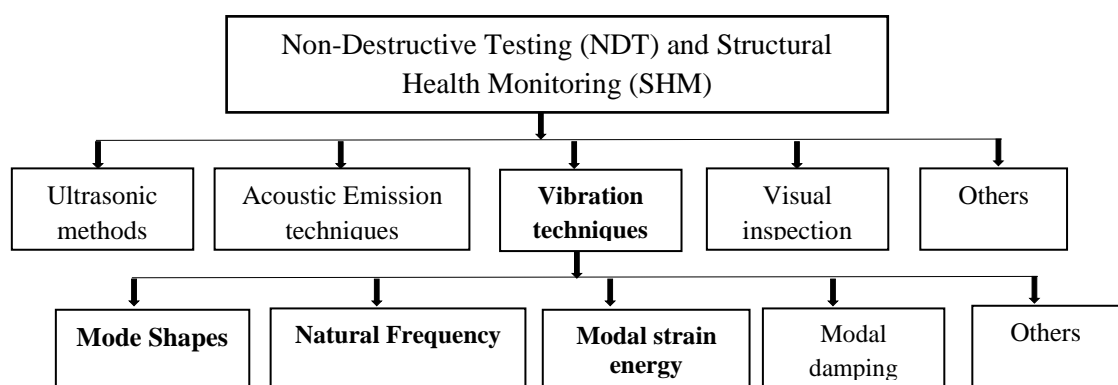 Non-Destructive Testing (NDT) and Structural
Health Monitoring (SHM)
Ultrasonic
methods
Acoustic Emission
techniques
Vibration
techniques
Visual
inspection
Others
Mode Shapes
Natural Frequency
Modal strain
energy
Modal
damping
Others